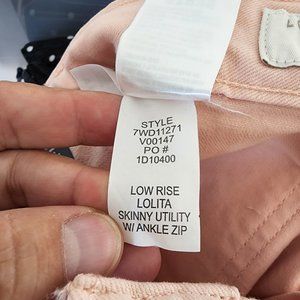 STYLE
7WD11271
V00147
PO #
1D10400
LOW RISE
LOLITA
SKINNY UTILITY
W/ ANKLE ZIP